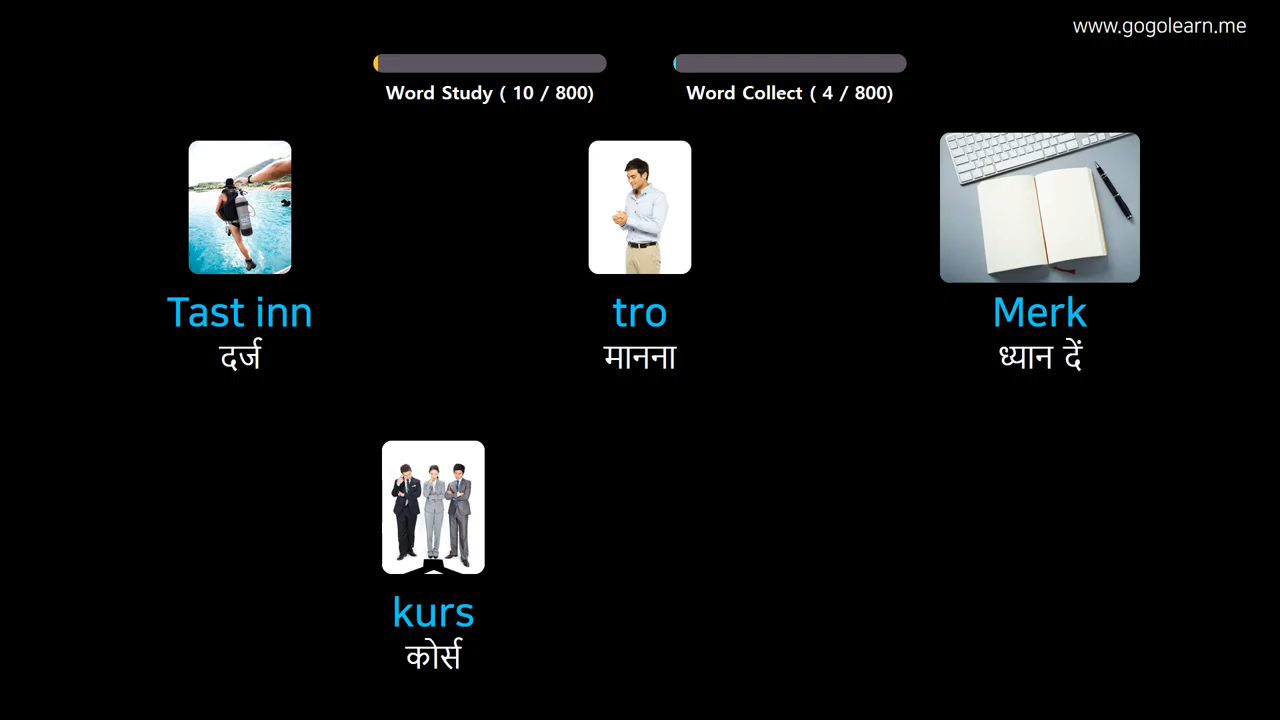 www.gogolearn.me
Word Study ( 10 / 800)
Word Collect ( 4 / 800)
Tast inn
दर्ज
tro
मानना
Merk
ध्यान दें
kurs
कोर्स